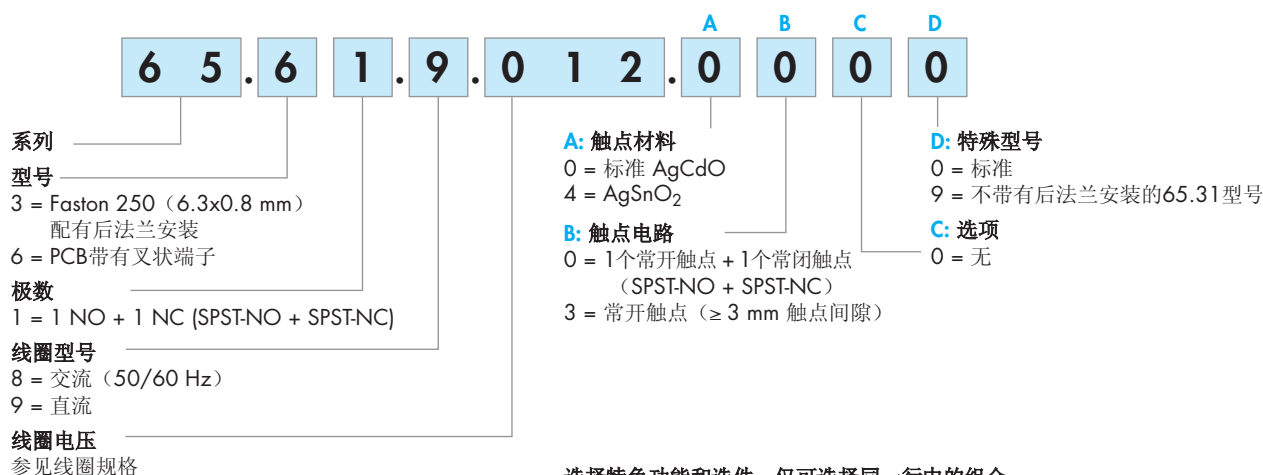 A B C D
6 5 . 6 1 . 9 . 0 1 2 . 0 0 0 0
系列
型号
3 = Faston 250（6.3x0.8 mm）
配有后法兰安装
6 = PCB带有叉状端子
极数
1 = 1 NO + 1 NC (SPST-NO + SPST-NC)
线圈型号
8 = 交流（50/60 Hz）
9 = 直流
线圈电压
参见线圈规格
A: 触点材料
0 = 标准 AgCdO
4 = AgSnO2
B: 触点电路
0 = 1个常开触点 + 1个常闭触点
（SPST-NO + SPST-NC）
3 = 常开触点（≥ 3 mm 触点间隙）
D: 特殊型号
0 = 标准
9 = 不带有后法兰安装的65.31型号
C: 选项
0 = 无